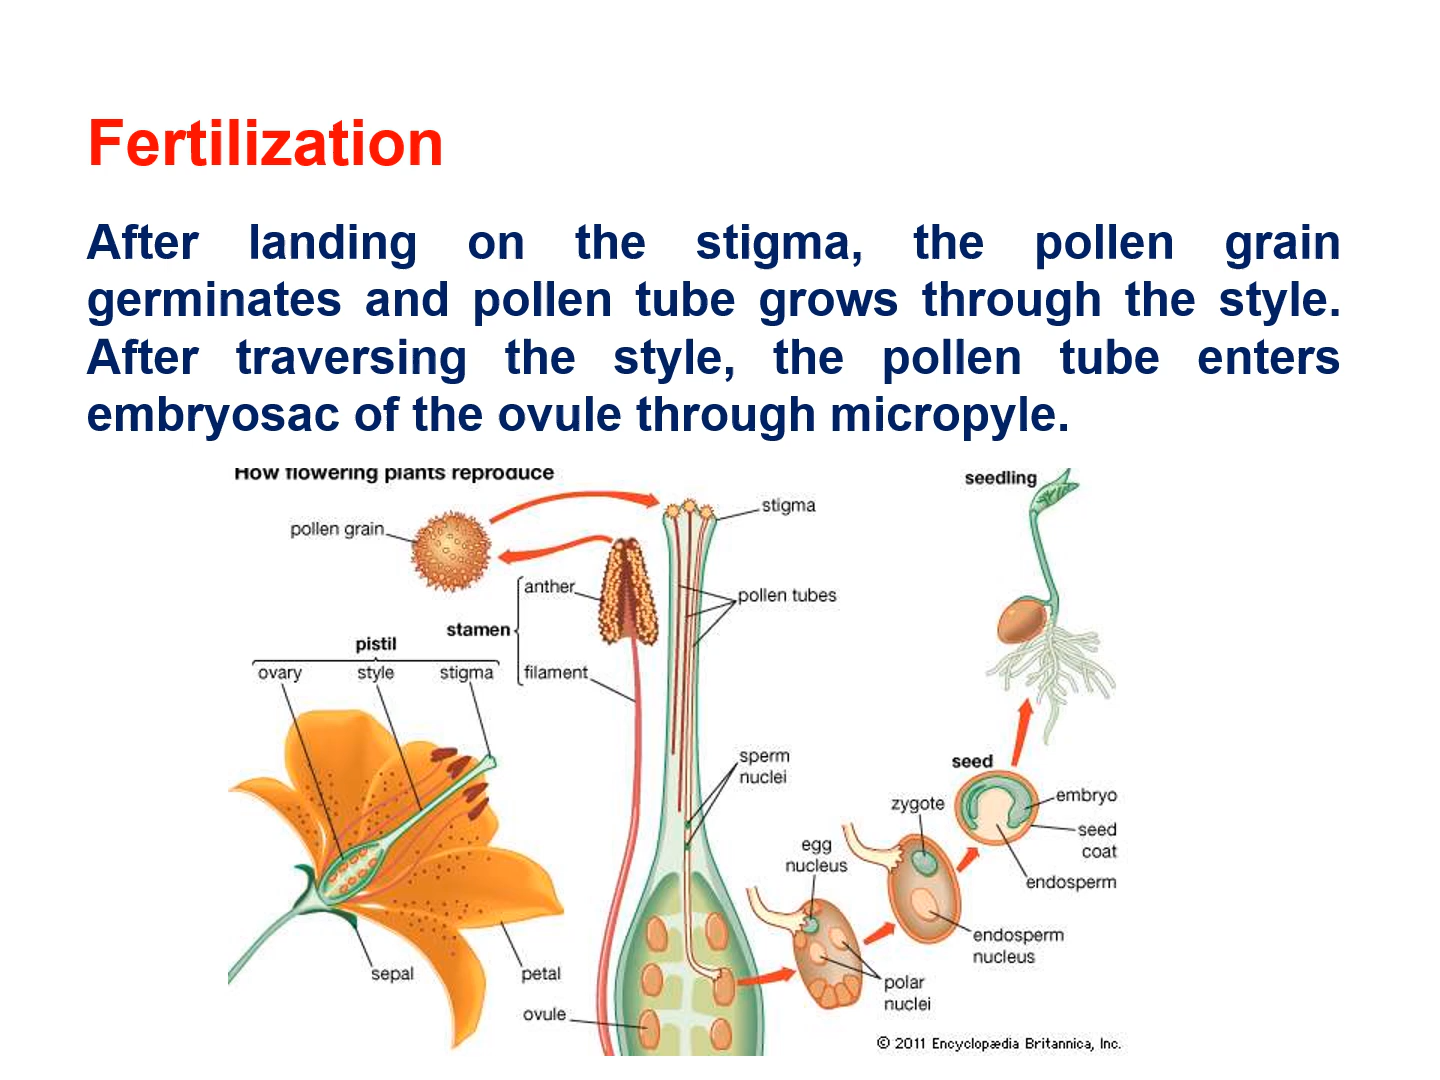 Fertilization
After landing on the stigma, the pollen grain
germinates and pollen tube grows through the style.
After traversing the style, the pollen tube enters
embryosac of the ovule through micropyle.
How flowering plants reproduce
seedling
pollen grain
stigma
anther
pollen tubes
stamen
pistil
ovary
style
stigma
filament
sperm
nuclei
seed
embryo
zygote
seed
coat
egg
nucleus
endosperm
endosperm
nucleus
sepal
petal
polar
nuclei
ovule
© 2011 Encyclopædia Britannica, Inc.